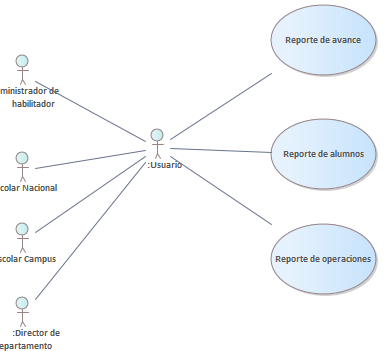 Reporte de avance
ministrador de
habilitador
:Usuario
Reporte de alumnos
scolar Nacional
Reporte de operaciones
scolar Campus
:Director de
epartamento